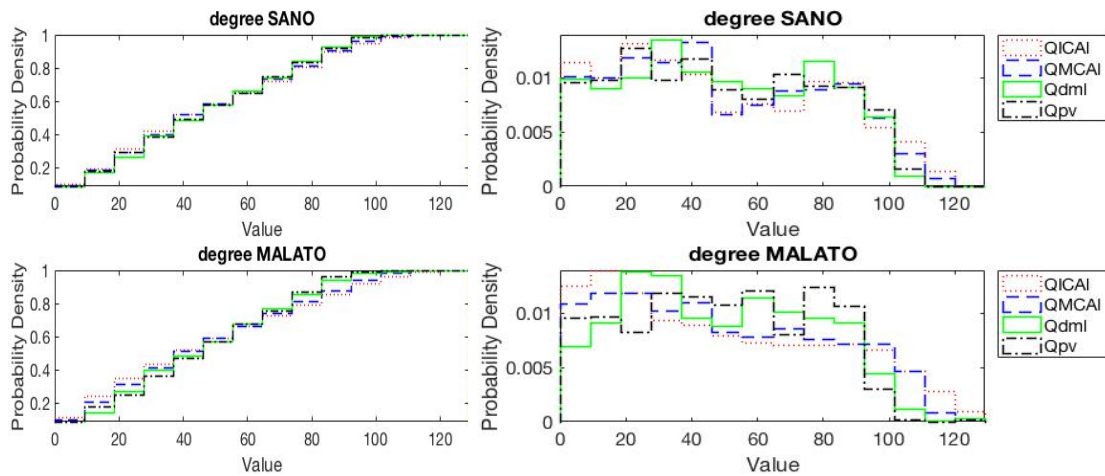 degree SANO
Probability Density
1
0.8
0.6
0.4
0.2
0 20 40 60 80 100 120
Value
degree SANO
Probability Density
0.01
0.005
0
0 20 40 60 80 100 120
Value
QICAI
QMCAI
Qdml
Qpv
degree MALATO
Probability Density
1
0.8
0.6
0.4
0.2
0 20 40 60 80 100 120
Value
degree MALATO
Probability Density
0.01
0.005
0
0 20 40 60 80 100 120
Value
QICAI
QMCAI
Qdml
Qpv